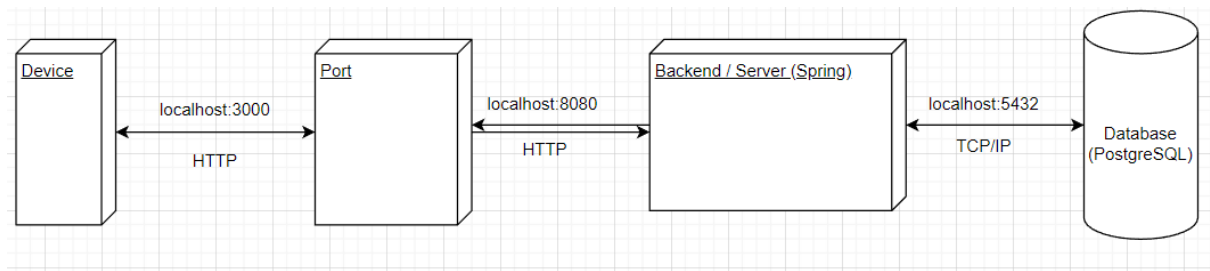 Device
localhost:3000
HTTP
Port
localhost:8080
HTTP
Backend / Server (Spring)
localhost:5432
TCP/IP
Database
(PostgreSQL)